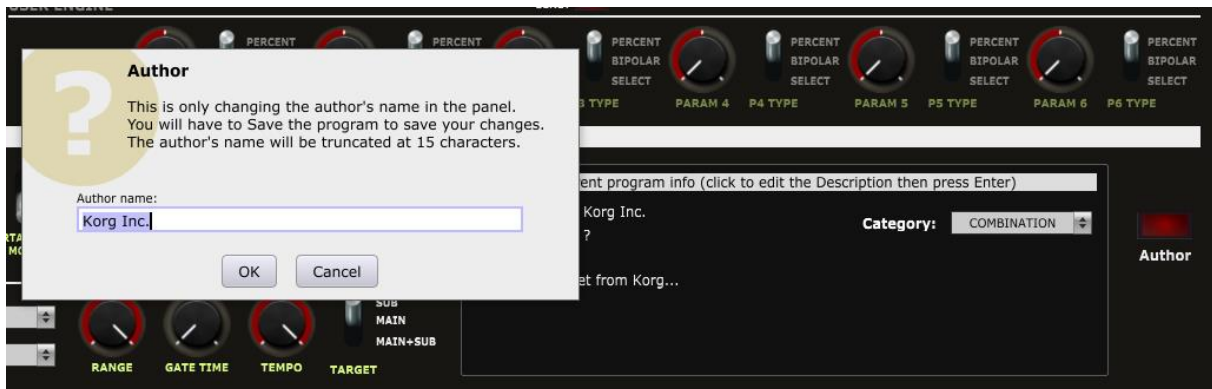 USER ENGINE
PERCENT
PERCENT
PERCENT
BIPOLAR
SELECT
PERCENT
BIPOLAR
SELECT
PERCENT
BIPOLAR
SELECT
PERCENT
BIPOLAR
SELECT
TYPE
PARAM 4
P4 TYPE
PARAM 5
P5 TYPE
PARAM 6
P6 TYPE
Author
This is only changing the author's name in the panel.
You will have to Save the program to save your changes.
The author's name will be truncated at 15 characters.
Author name:
Korg Inc.
OK
Cancel
program info (click to edit the Description then press Enter)
Korg Inc.
?
from Korg...
Category:
COMBINATION
Author
SUB
MAIN
MAIN+SUB
RANGE
GATE TIME
TEMPO
TARGET